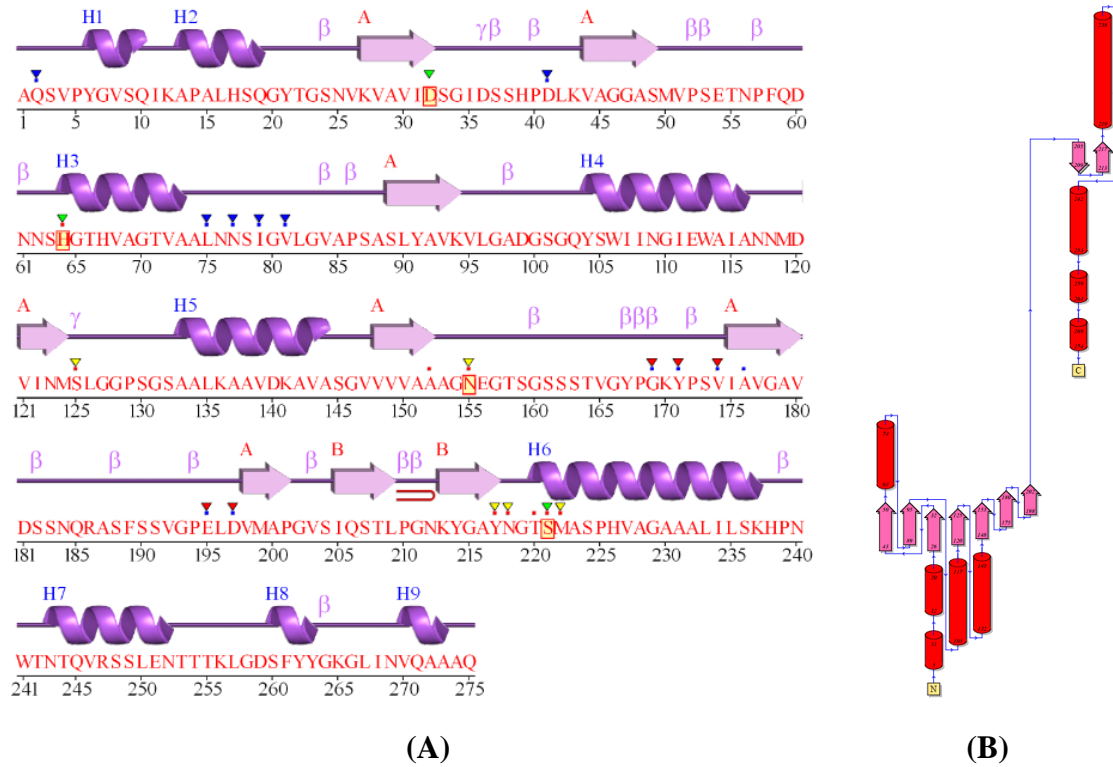 H1 H2 β A γβ β A ββ β
AQSVPYGVSQIKAPALHSQGYTGSNVKVAVIDSGIDSSHPDLKVAGGASMVPSETNPFQD
1 5 10 15 20 25 30 35 40 45 50 55 60
β H3 β β A β H4
NNSHGTHVAGTVAALNNSIGVLGVAPSASLYAVKVLGADGSGQYSWIINGIEWAIANNMD
61 65 70 75 80 85 90 95 100 105 110 115 120
A γ H5 A β βββ β A
VINMSLGGPSGSAALKAAVDKAVASGVVVVAAAGNEGTSGSSSTVGYPGKYPSVIAVGAV
121 125 130 135 140 145 150 155 160 165 170 175 180
β β β A β B ββ B H6 β
DSSNQRASFSSVGPELDVMAPGVSIQSTLPGNKYGAYNGTSMASPHVAGAAALILSKHPN
181 185 190 195 200 205 210 215 220 225 230 235 240
H7 H8 β H9
WTNTQVRSSLENTTTKLGDSFYYGKGLINVQAAAQ
241 245 250 255 260 265 270 275
C
N
(A) (B)